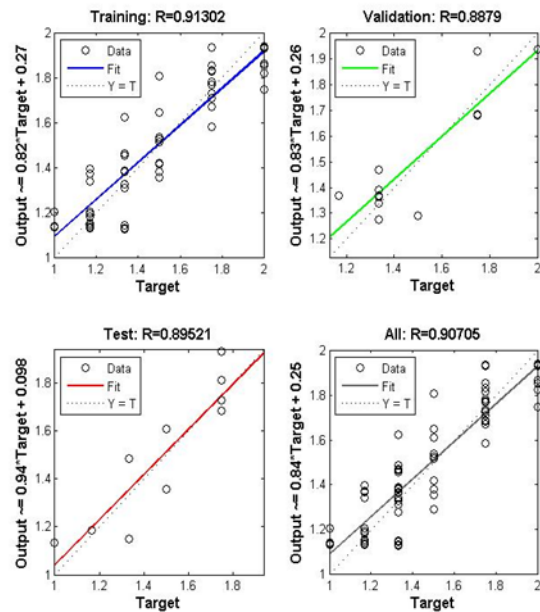 Training: R=0.91302
Output ~= 0.82*Target + 0.27
2
1.8
1.6
1.4
1.2
1
Data
Fit
Y = T
1 1.2 1.4 1.6 1.8 2
Target
Validation: R=0.8879
Output ~= 0.83*Target + 0.26
2
1.9
1.8
1.7
1.6
1.5
1.4
1.3
1.2
Data
Fit
Y = T
1.2 1.4 1.6 1.8 2
Target
Test: R=0.89521
Output ~= 0.94*Target + 0.098
1.8
1.6
1.4
1.2
1
Data
Fit
Y = T
1 1.2 1.4 1.6 1.8
Target
All: R=0.90705
Output ~= 0.84*Target + 0.25
2
1.8
1.6
1.4
1.2
1
Data
Fit
Y = T
1 1.2 1.4 1.6 1.8 2
Target